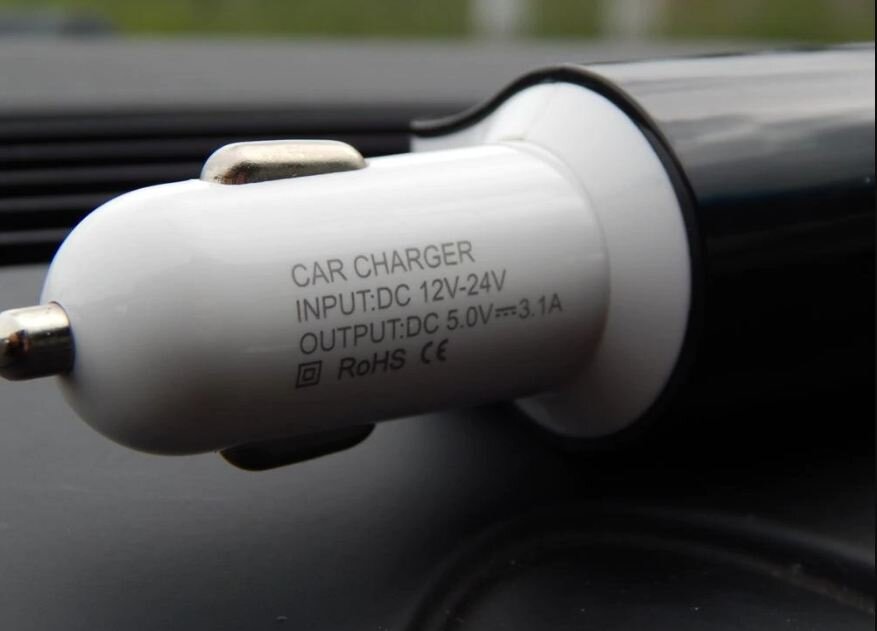 CAR CHARGER
INPUT:DC 12V-24V
OUTPUT:DC 5.0V⎓3.1A
RoHS CE